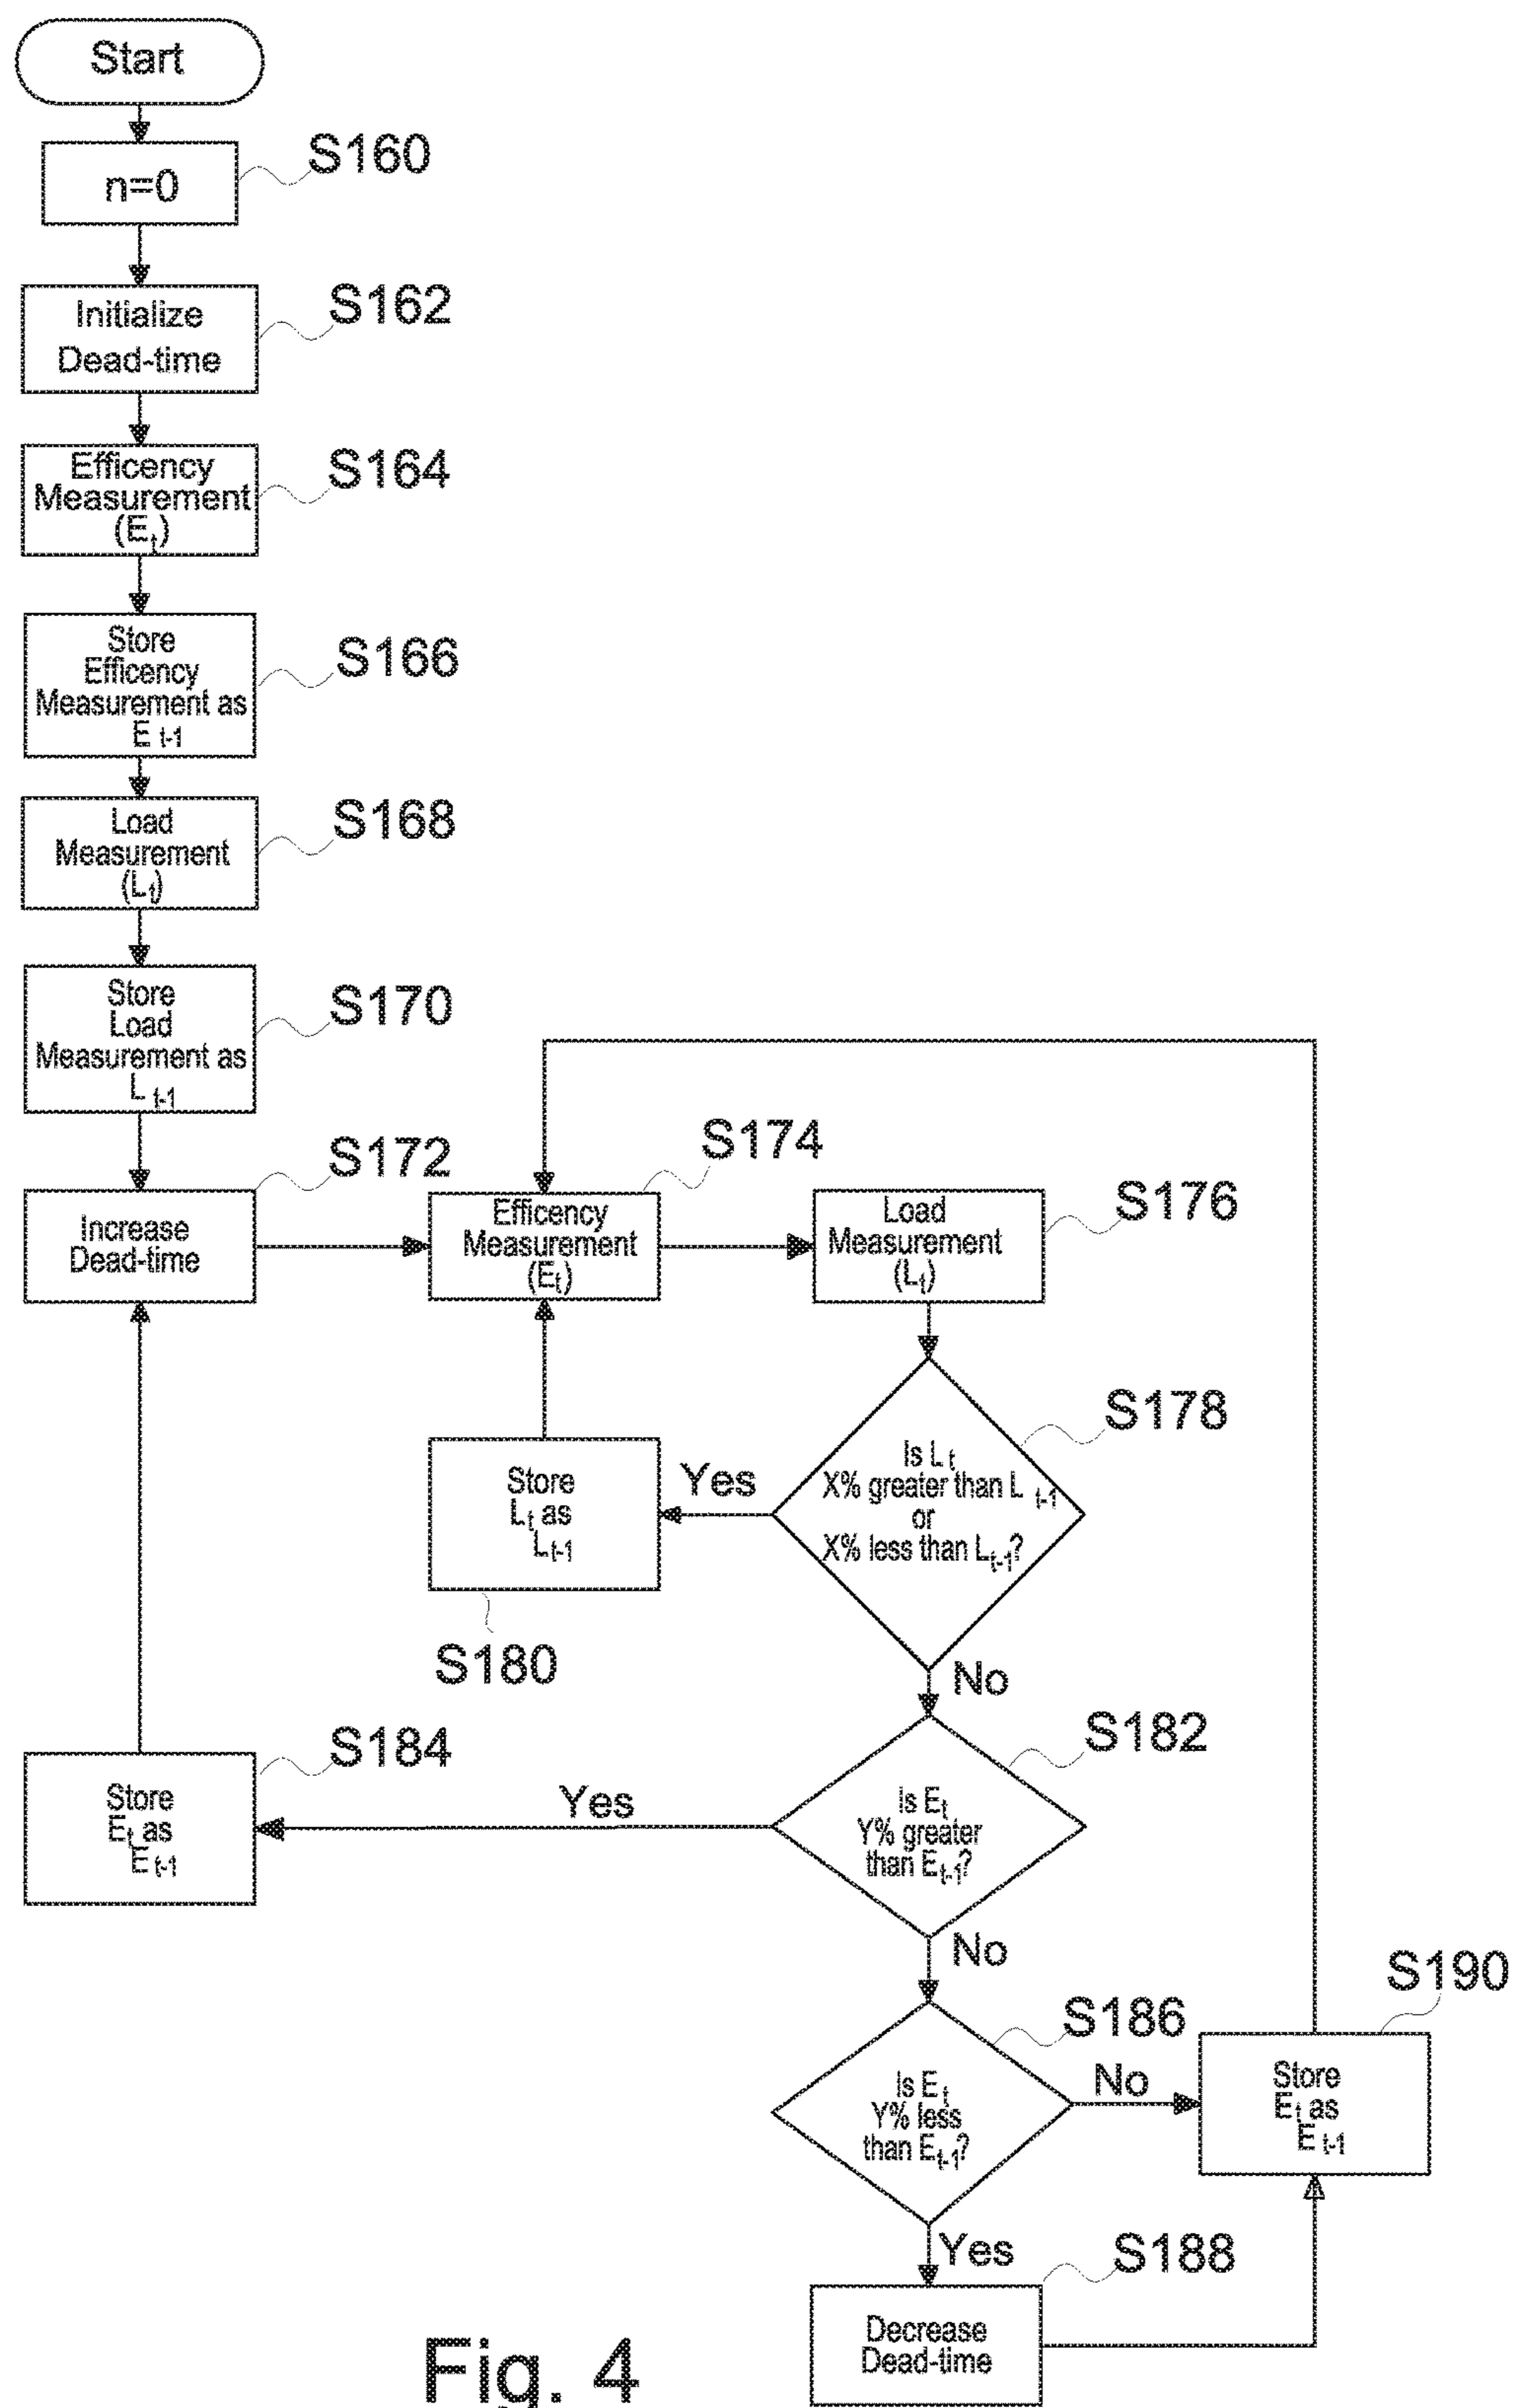 Start
n=0
S160
Initialize
Dead-time
S162
Efficency
Measurement
(Et)
S164
Store
Efficency
Measurement as
E t-1
S166
Load
Measurement
(Lt)
S168
Store
Load
Measurement as
L t-1
S170
Increase
Dead-time
S172
Efficency
Measurement
(Et)
S174
Load
Measurement
(Lt)
S176
Is Lt
X% greater than L t-1
or
X% less than Lt-1?
S178
Yes
Store
Lt as
Lt-1
S180
No
Is Et
Y% greater
than Et-1?
S182
Yes
Store
Et as
Et-1
S184
No
Is Et
Y% less
than Et-1?
S186
No
Store
Et as
Et-1
S190
Yes
Decrease
Dead-time
S188
Fig. 4